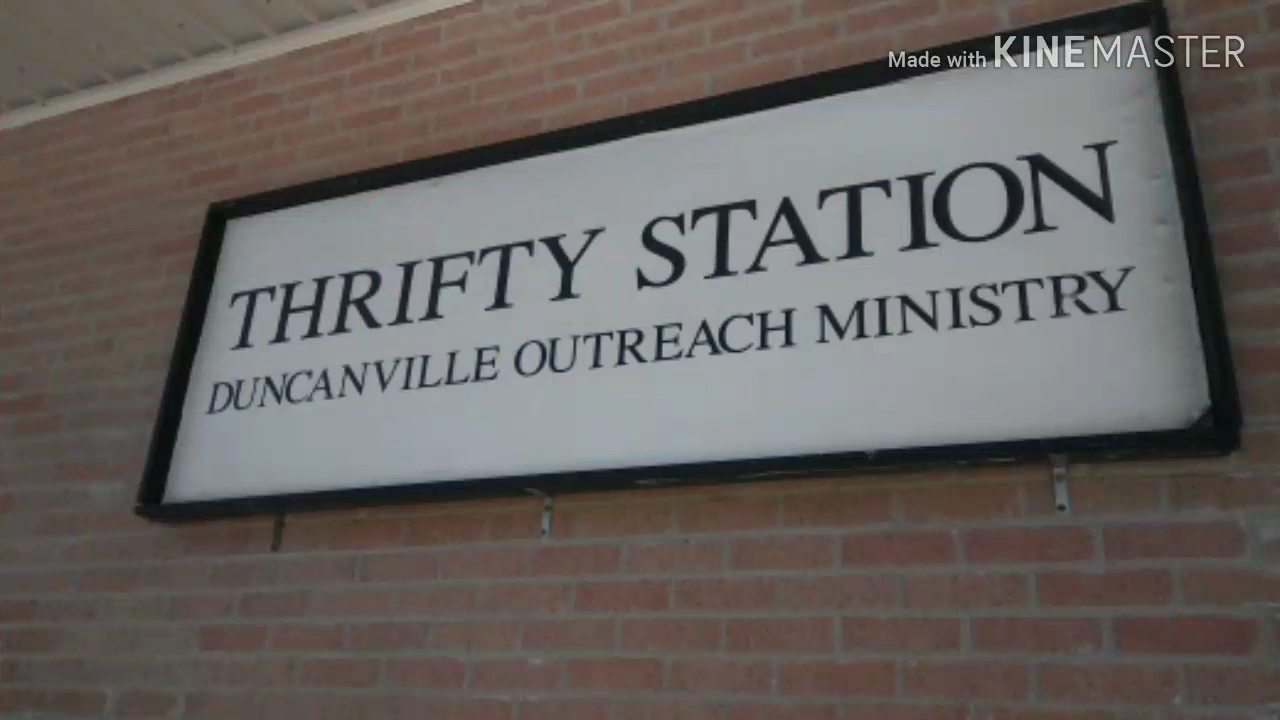 Made with KINEMASTER
THRIFTY STATION
DUNCANVILLE OUTREACH MINISTRY